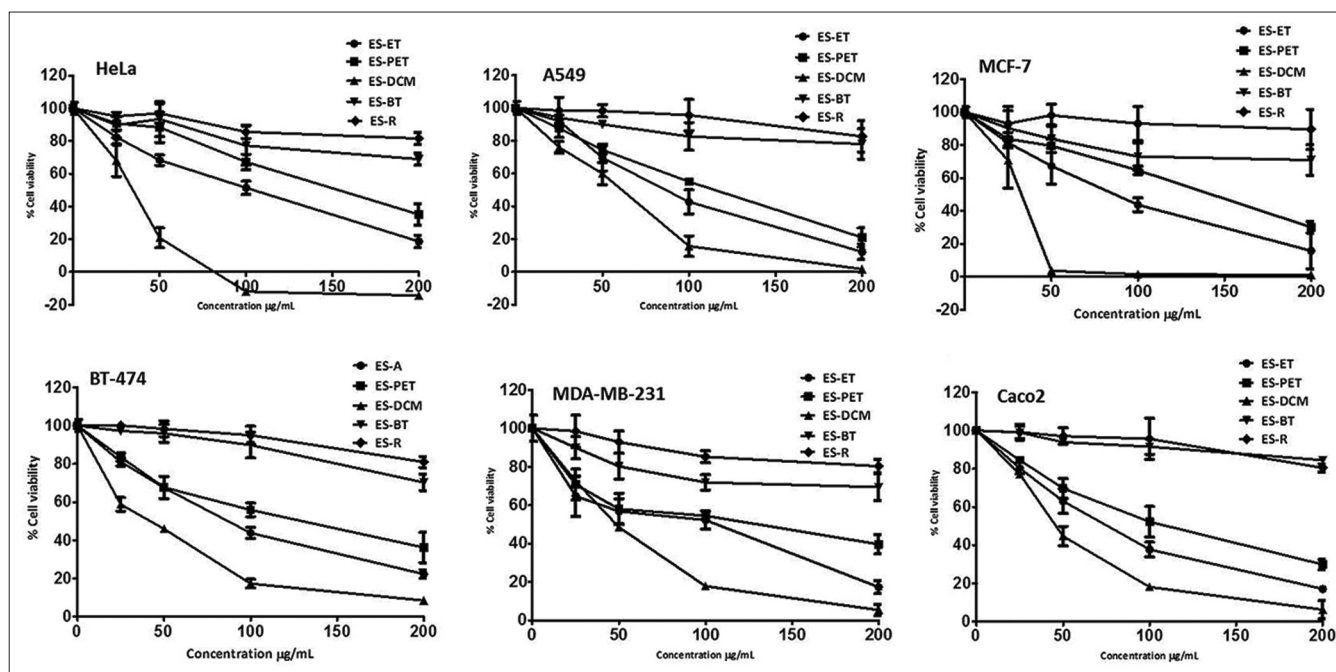 HeLa
ES-ET
ES-PET
ES-DCM
ES-BT
ES-R
% Cell viability
120
100
80
60
40
20
0
-20
50
100
150
200
Concentration µg/mL
A549
ES-ET
ES-PET
ES-DCM
ES-BT
ES-R
% Cell viability
120
100
80
60
40
20
0
-20
50
100
150
200
Concentration µg/mL
MCF-7
ES-ET
ES-PET
ES-DCM
ES-BT
ES-R
% Cell viability
120
100
80
60
40
20
0
-20
50
100
150
200
Concentration µg/mL
BT-474
ES-A
ES-PET
ES-DCM
ES-BT
ES-R
% Cell viability
120
100
80
60
40
20
0
0
50
100
150
200
Concentration µg/mL
MDA-MB-231
ES-ET
ES-PET
ES-DCM
ES-BT
ES-R
% Cell viability
120
100
80
60
40
20
0
0
50
100
150
200
Concentration µg/mL
Caco2
ES-ET
ES-PET
ES-DCM
ES-BT
ES-R
% Cell viability
120
100
80
60
40
20
0
0
50
100
150
200
Concentration µg/mL